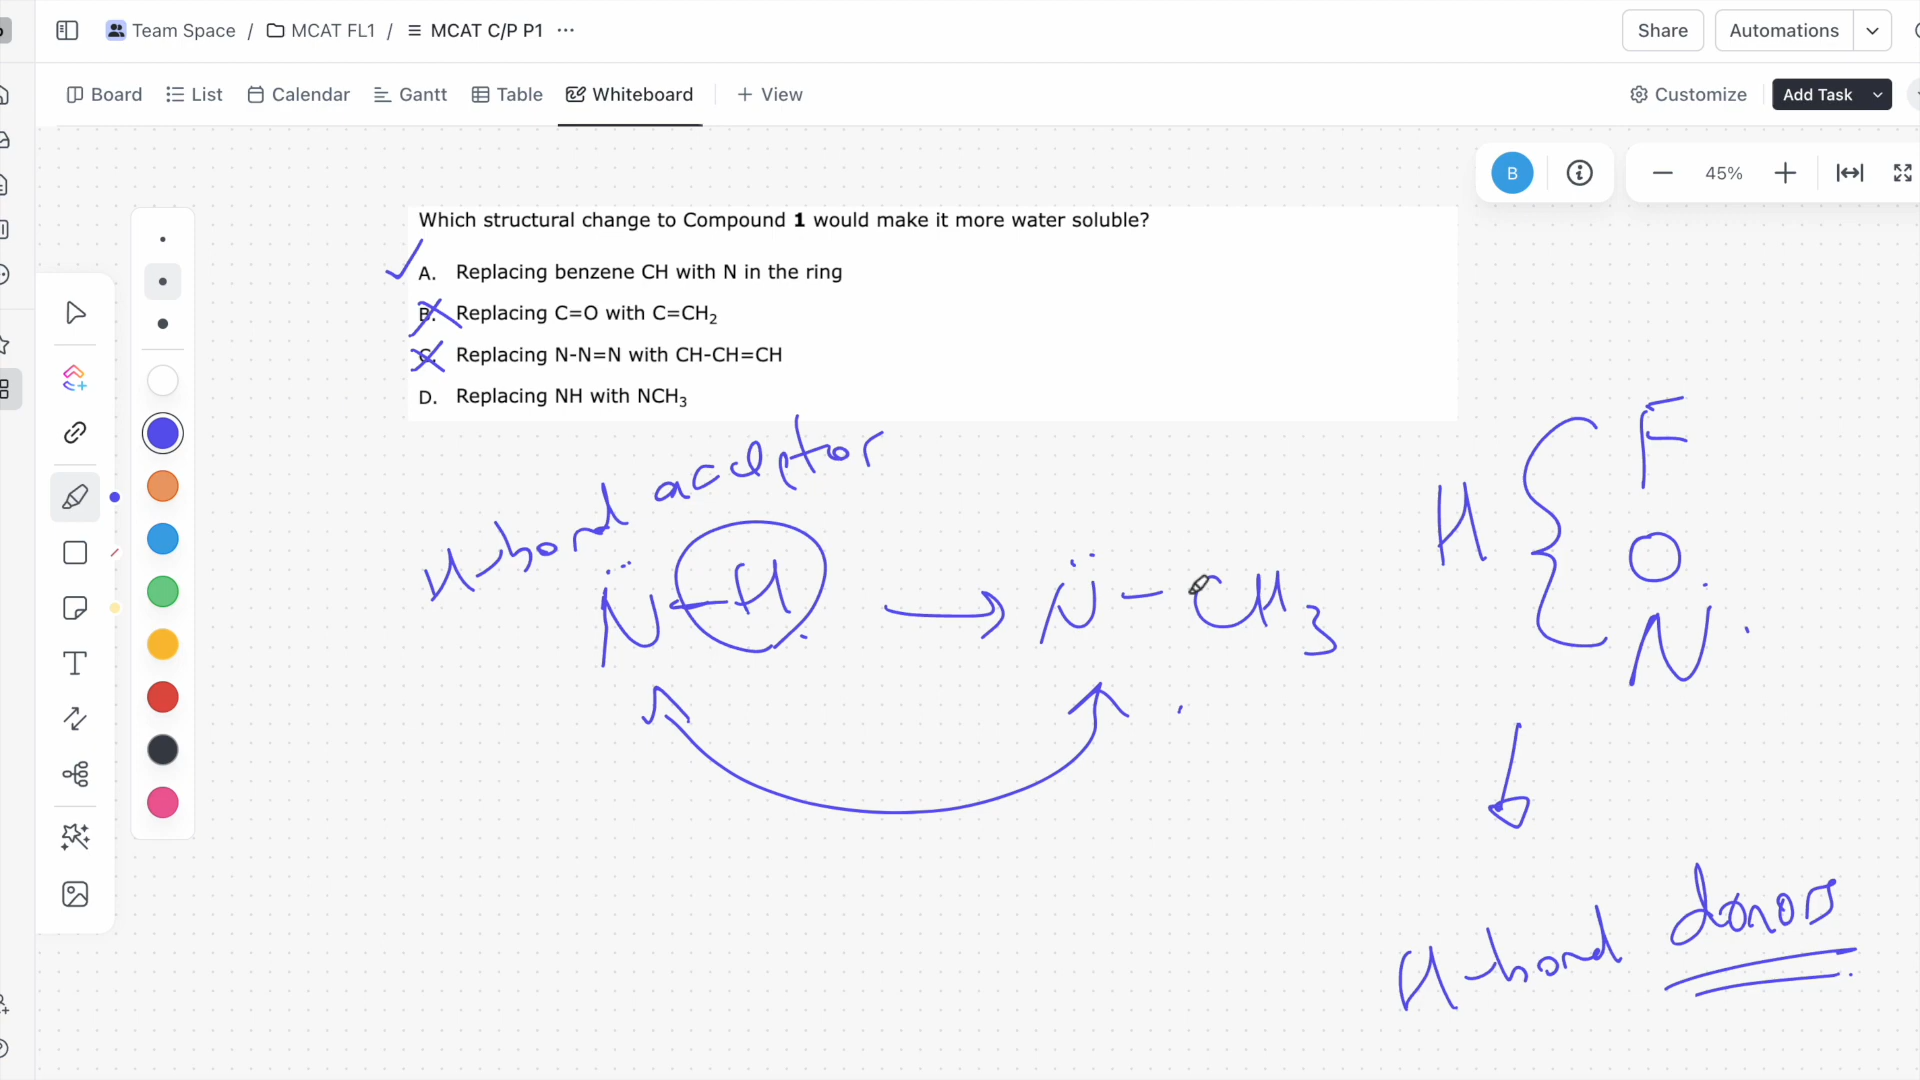 Team Space / MCAT FL1 / MCAT C/P P1 ...
Share
Automations
Board
List
Calendar
Gantt
Table
Whiteboard
+ View
Customize
Add Task
B
45%
Which structural change to Compound 1 would make it more water soluble?
A. Replacing benzene CH with N in the ring
B. Replacing C=O with C=CH₂
C. Replacing N-N=N with CH-CH=CH
D. Replacing NH with NCH₃
H-bond acceptor
N-H → N-CH3
H { F
O
N
H-bond donors
T